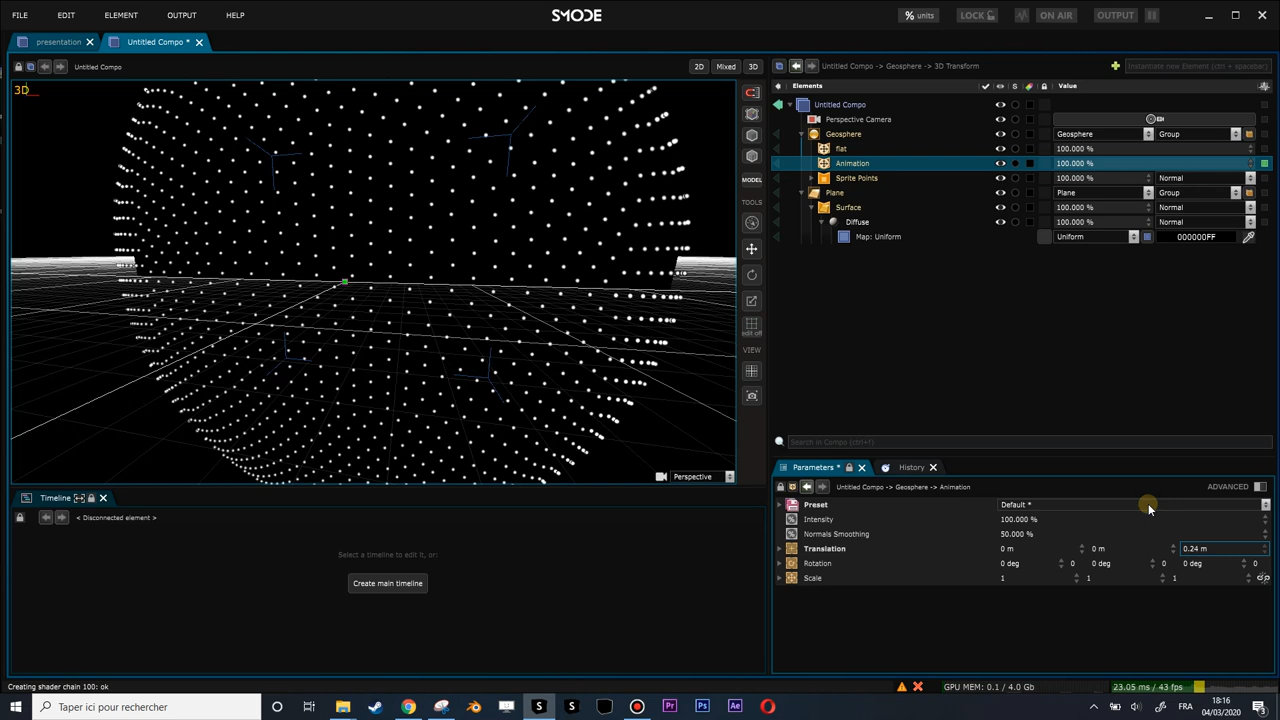 FILE EDIT ELEMENT OUTPUT HELP SMODE % units LOCK ON AIR OUTPUT
presentation Untitled Compo *
Untitled Compo 2D Mixed 3D
3D
MODEL
TOOLS
edit off
VIEW
Perspective
Untitled Compo -> Geosphere -> 3D Transform Instantiate new Element (ctrl + spacebar)
Elements S Value
Untitled Compo
Perspective Camera
Geosphere Geosphere Group
flat 100.000 %
Animation 100.000 %
Sprite Points 100.000 % Normal
Plane Plane Group
Surface 100.000 % Normal
Diffuse 100.000 % Normal
Map: Uniform Uniform 000000FF
Search in Compo (ctrl+f)
Parameters * History
Untitled Compo -> Geosphere -> Animation ADVANCED
Preset Default *
Intensity 100.000 %
Normals Smoothing 50.000 %
Translation 0 m 0 m 0.24 m
Rotation 0 deg 0 0 deg 0 0 deg 0
Scale 1 1 1
Timeline
< Disconnected element >
Select a timeline to edit it, or:
Create main timeline
Creating shader chain 100: ok GPU MEM: 0.1 / 4.0 Gb 23.05 ms / 43 fps
Taper ici pour rechercher S S Pr Ps Ae FRA 18:16
04/03/2020